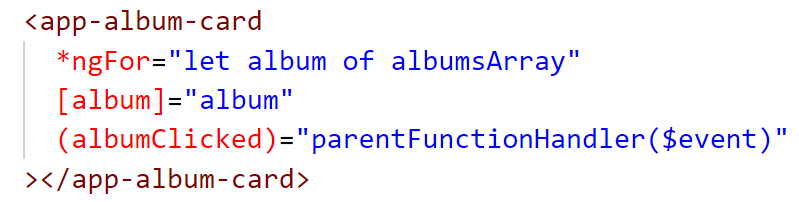 <app-album-card
*ngFor="let album of albumsArray"
[album]="album"
(albumClicked)="parentFunctionHandler($event)"
></app-album-card>